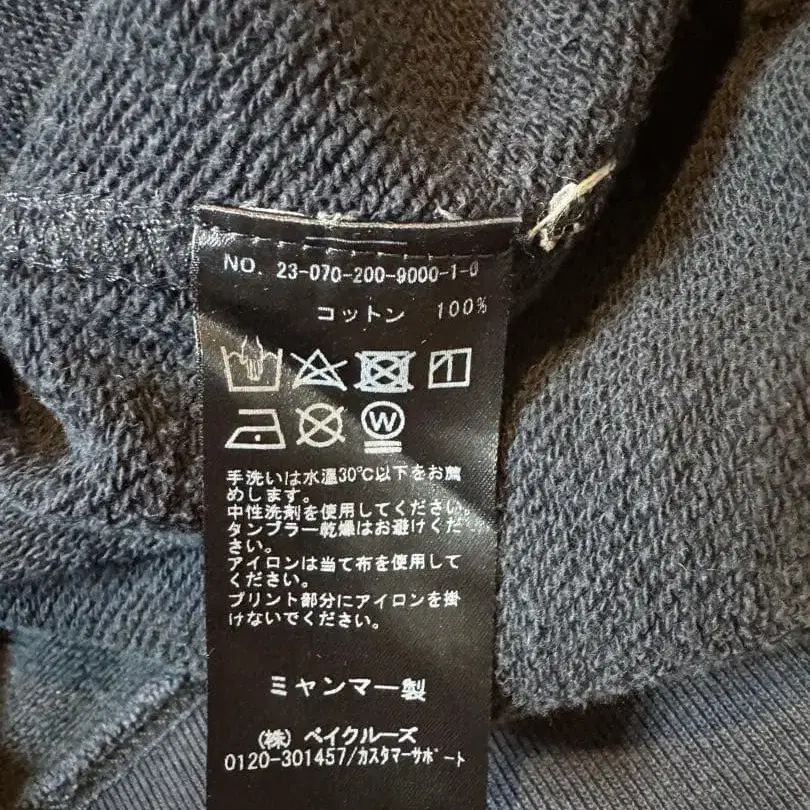 NO. 23-070-200-9000-1-0
コットン 100%
W
手洗いは水温30℃以下をお薦
めします。
中性洗剤を使用してください。
タンブラー乾燥はお避けくだ
さい。
アイロンは当て布を使用して
ください。
プリント部分にアイロンを掛
けないでください。
ミャンマー製
(株) ベイクルーズ
0120-301457/カスタマーサポート